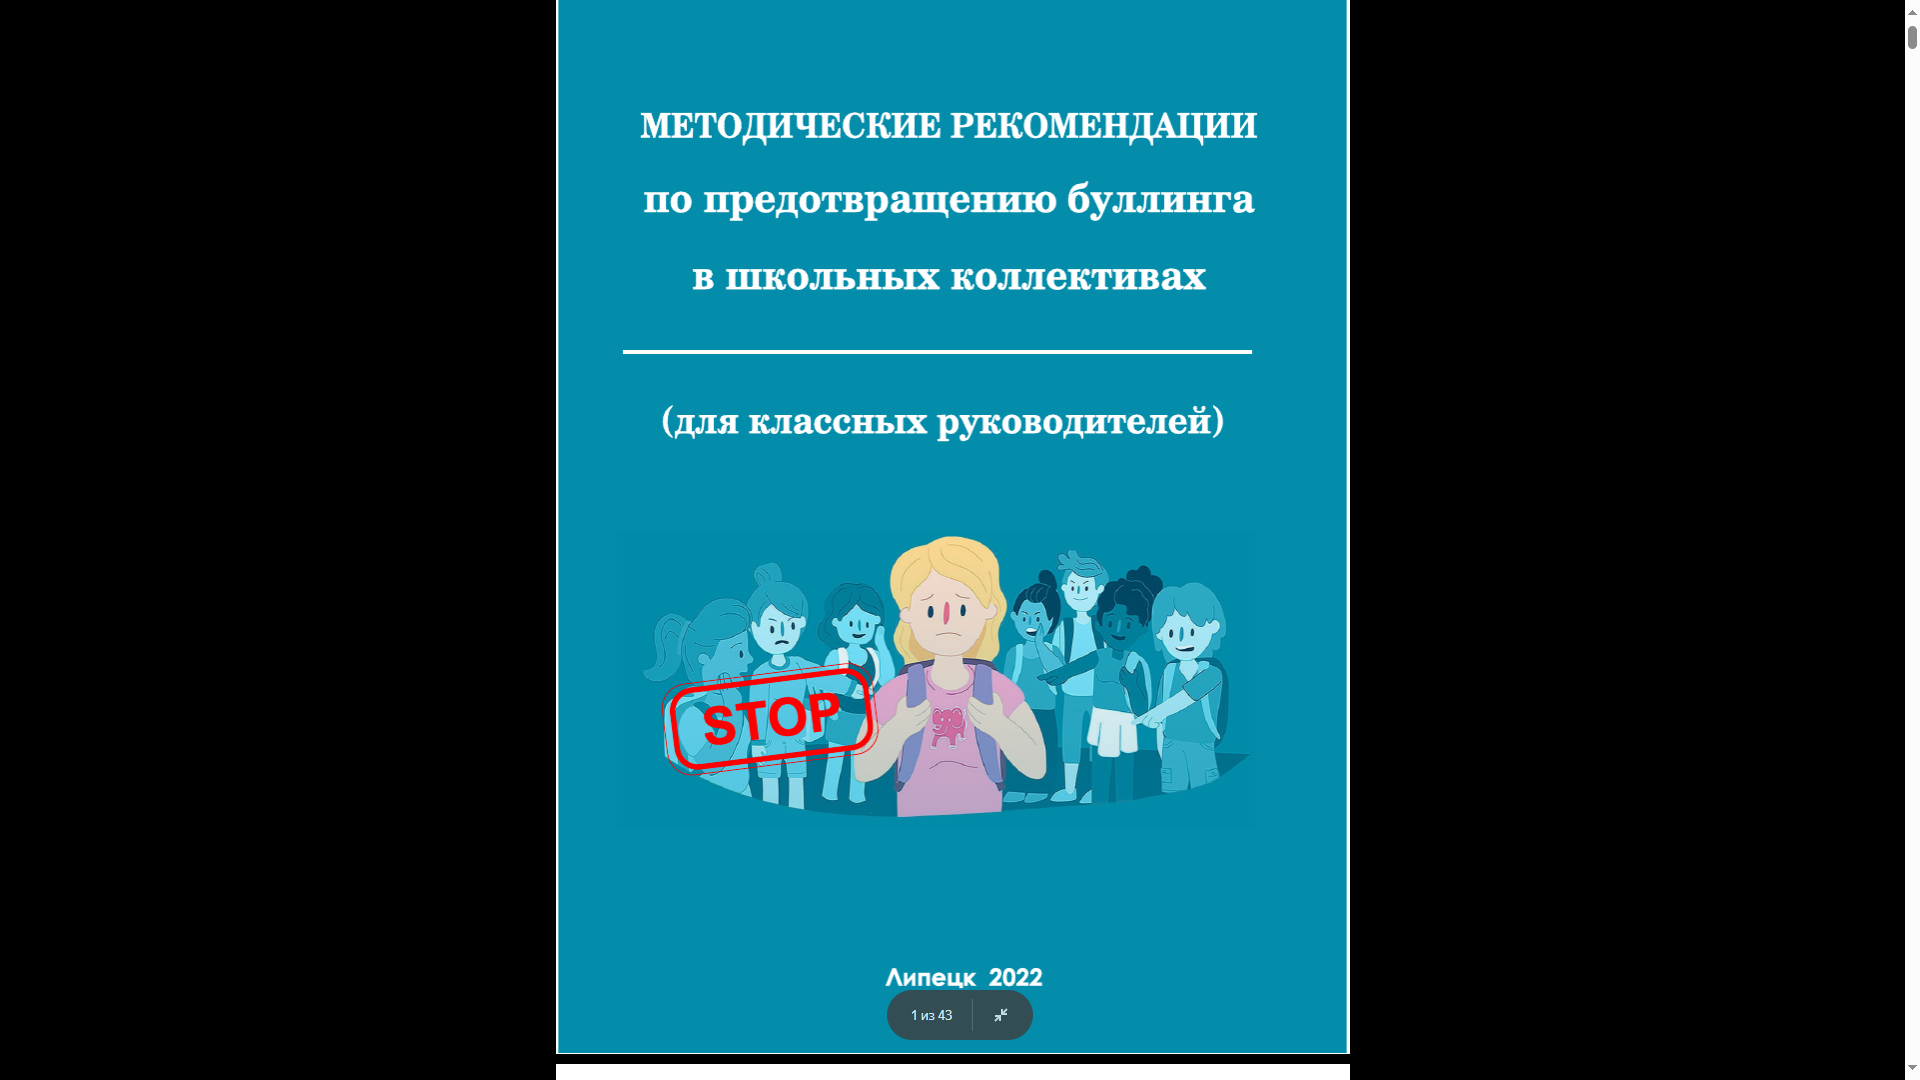 МЕТОДИЧЕСКИЕ РЕКОМЕНДАЦИИ
по предотвращению буллинга
в школьных коллективах
(для классных руководителей)
STOP
Липецк 2022
1 из 43